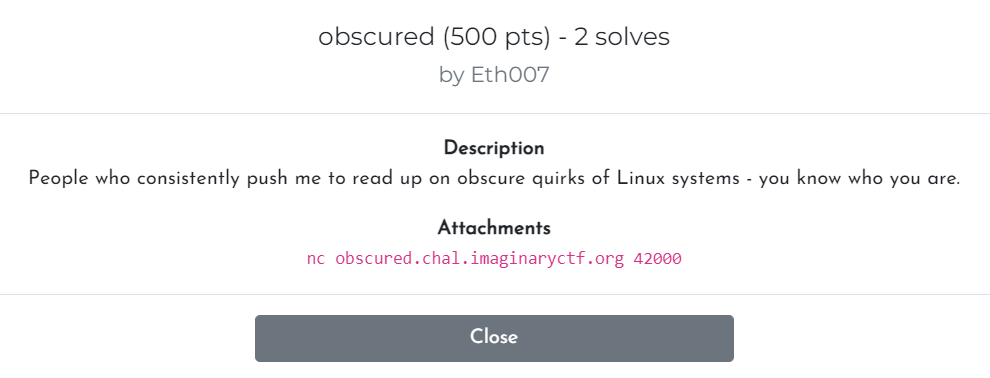 obscured (500 pts) - 2 solves
by Eth007
Description
People who consistently push me to read up on obscure quirks of Linux systems - you know who you are.
Attachments
nc obscured.chal.imaginaryctf.org 42000
Close